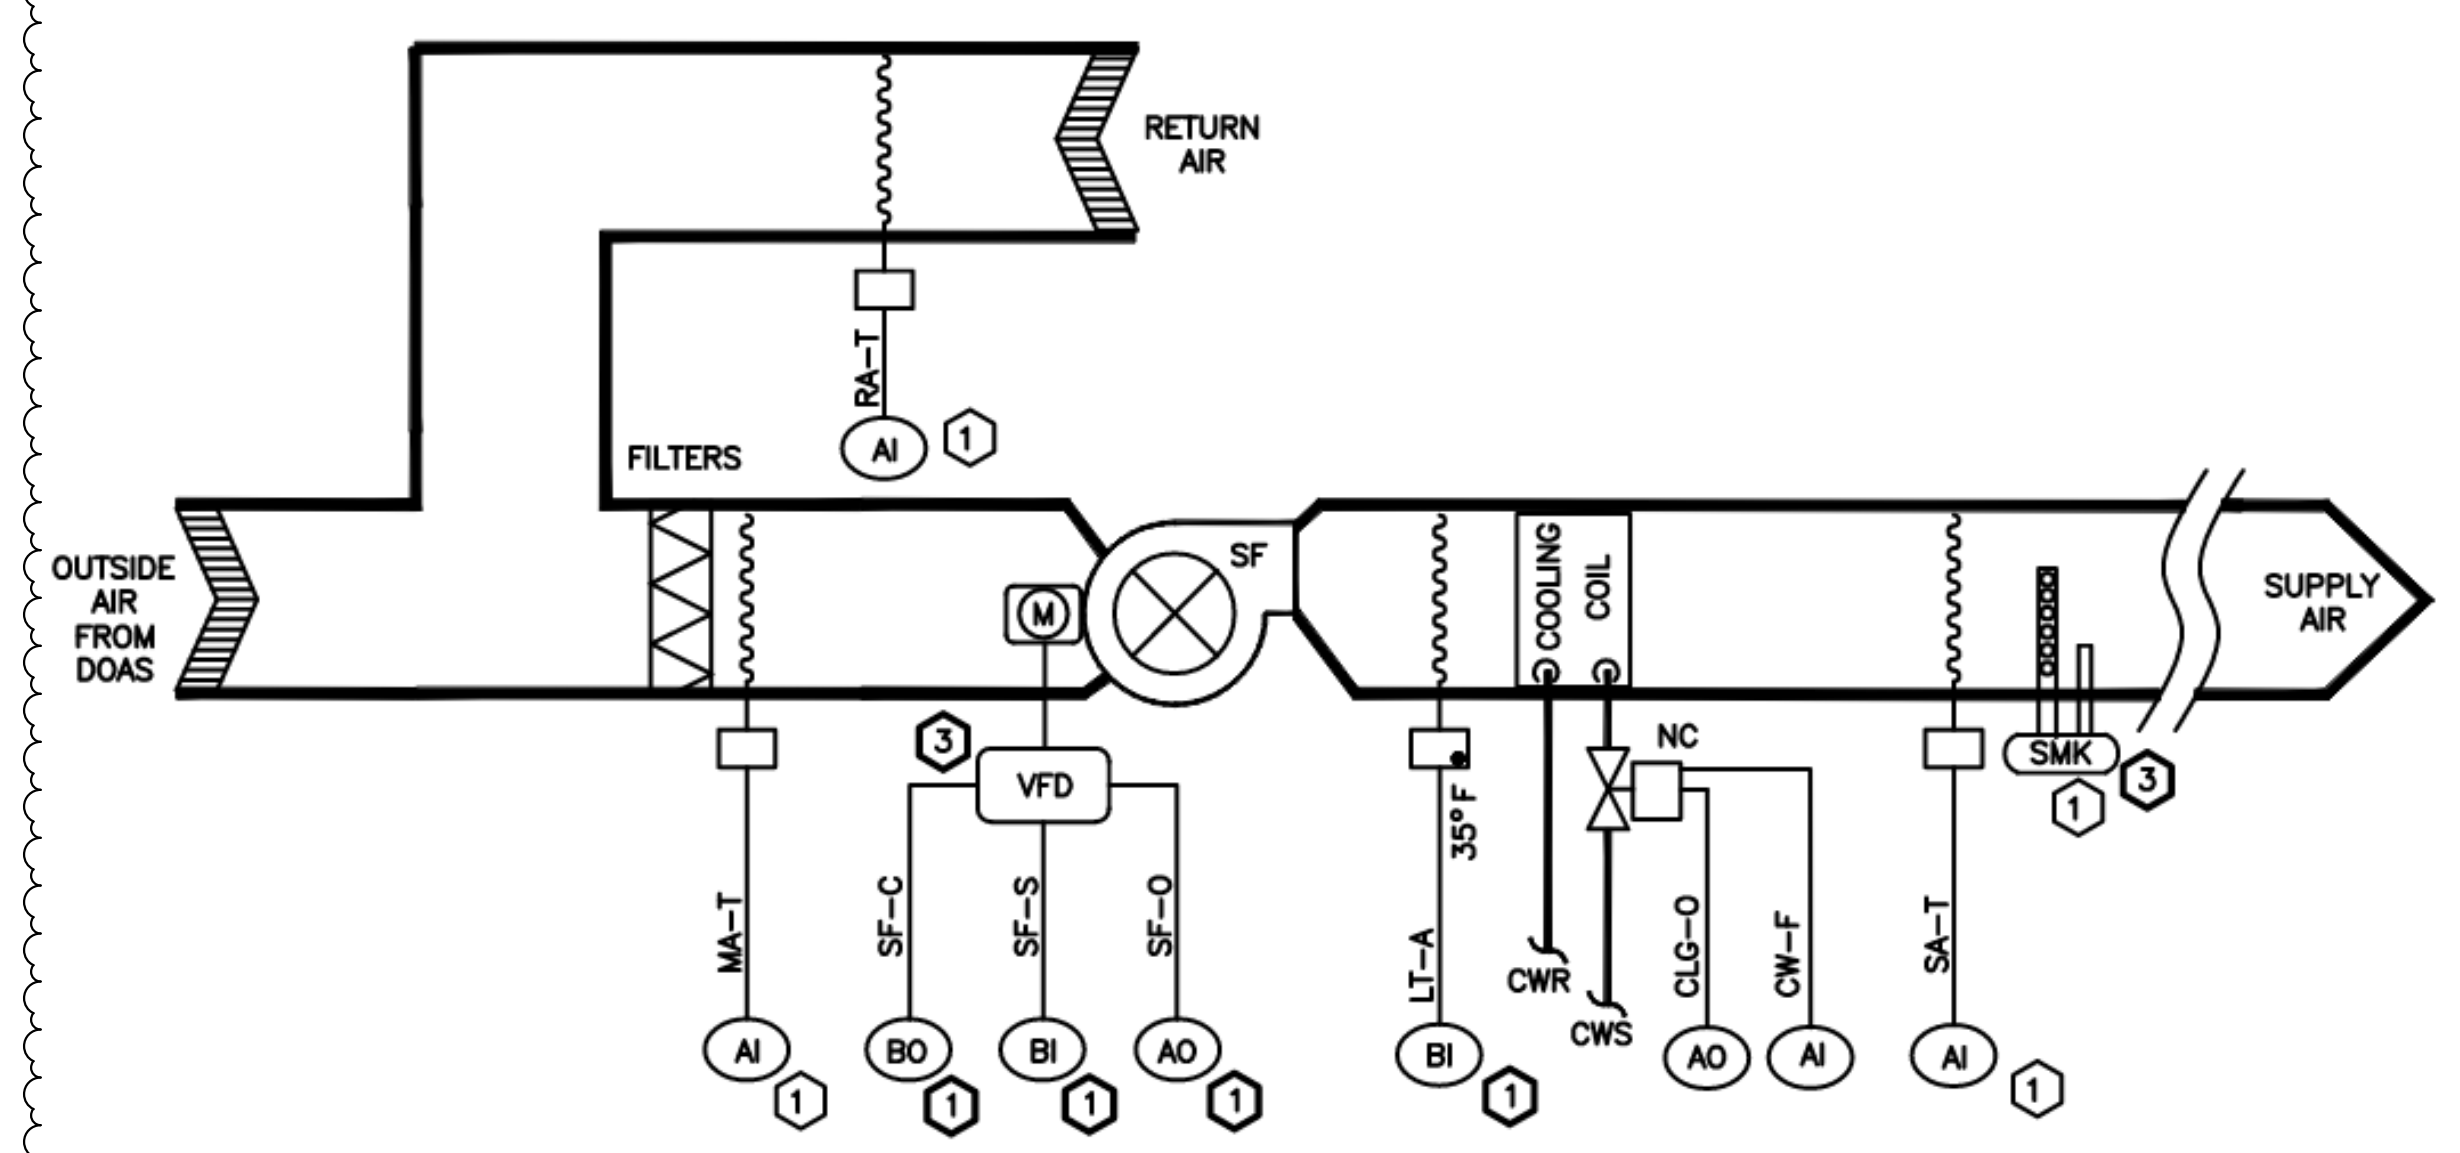 RETURN
AIR
RA-T
AI
1
FILTERS
OUTSIDE
AIR
FROM
DOAS
M
SF
COOLING
COIL
SUPPLY
AIR
3
VFD
NC
SMK
3
1
35°F
MA-T
SF-C
SF-S
SF-O
LT-A
CWR
CWS
CLG-O
CW-F
SA-T
AI
BO
BI
AO
BI
AO
AI
AI
1
1
1
1
1
1